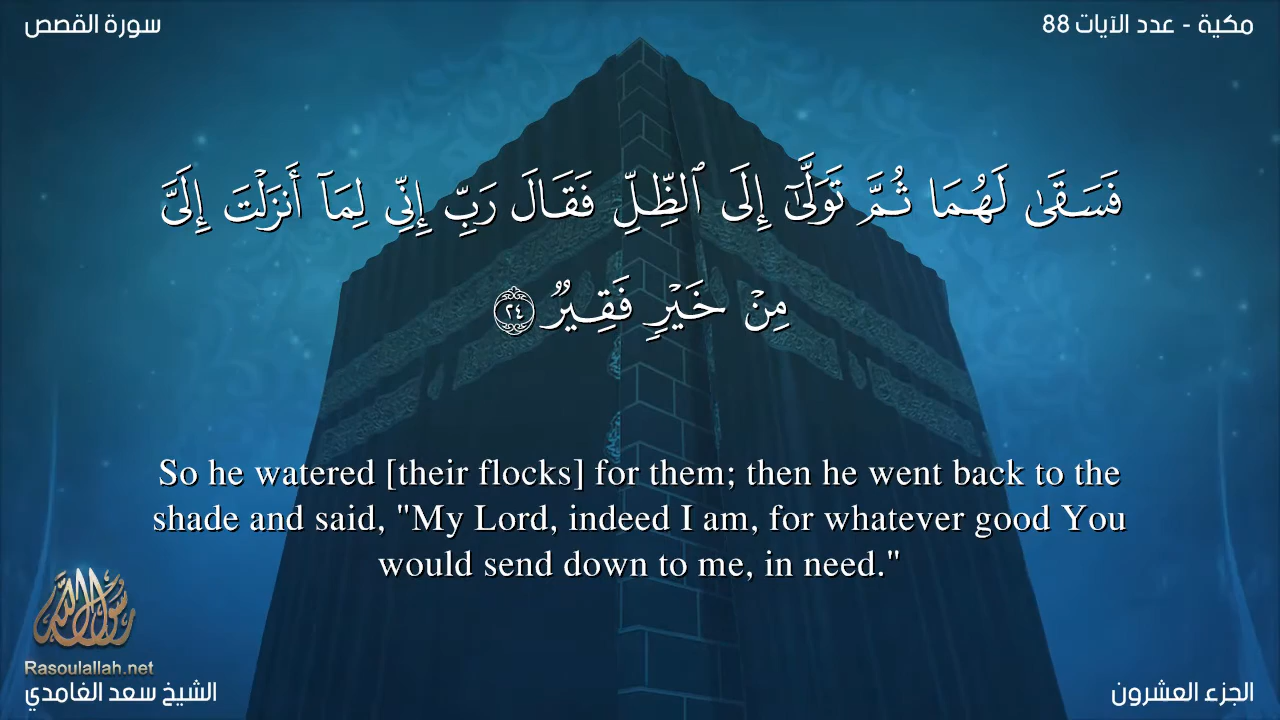 مكية - عدد الآيات 88
سورة القصص
فَسَقَىٰ لَهُمَا ثُمَّ تَوَلَّىٰٓ إِلَى ٱلظِّلِّ فَقَالَ رَبِّ إِنِّي لِمَآ أَنزَلۡتَ إِلَيَّ
مِنۡ خَيۡرٖ فَقِيرٞ ٢٤
So he watered [their flocks] for them; then he went back to the
shade and said, "My Lord, indeed I am, for whatever good You
would send down to me, in need."
رسول الله
Rasoulallah.net
الجزء العشرون
الشيخ سعد الغامدي